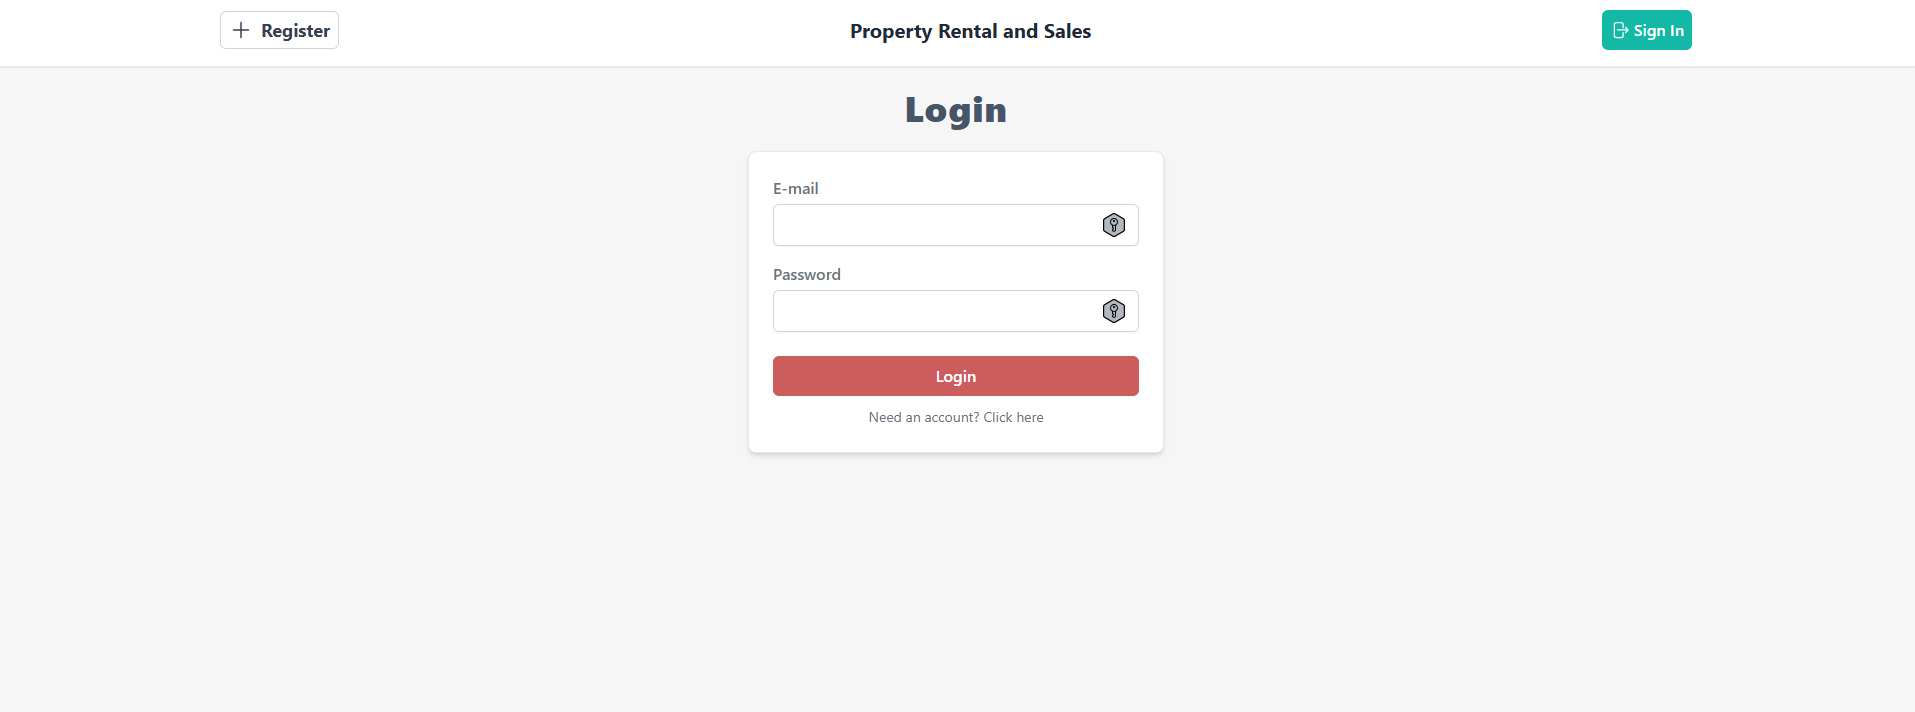 Register
Property Rental and Sales
Sign In
Login
E-mail
Password
Login
Need an account? Click here